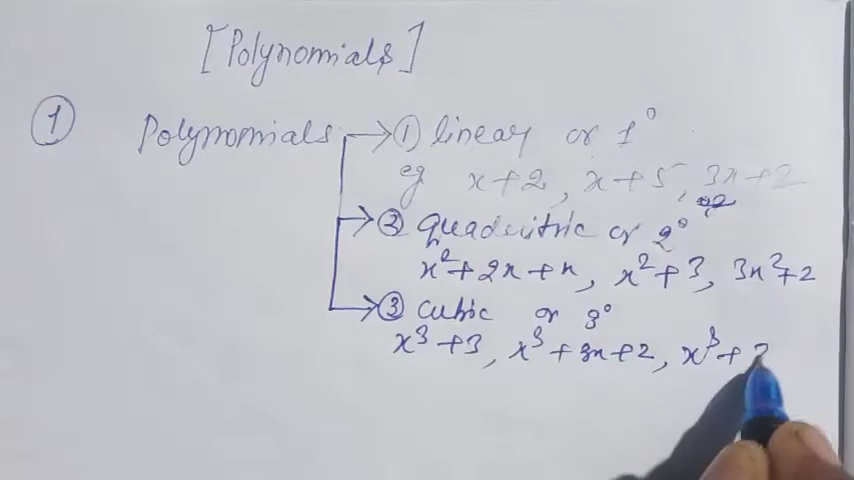 [Polynomials]
① Polynomials → ① linear or 1°
eg x+2, x+5, 3x+2
→ ② quadritric or 2°
x²+2x+x, x²+3, 3x²+2
→ ③ cubic or 3°
x³+3, x³+3x+2, x³+